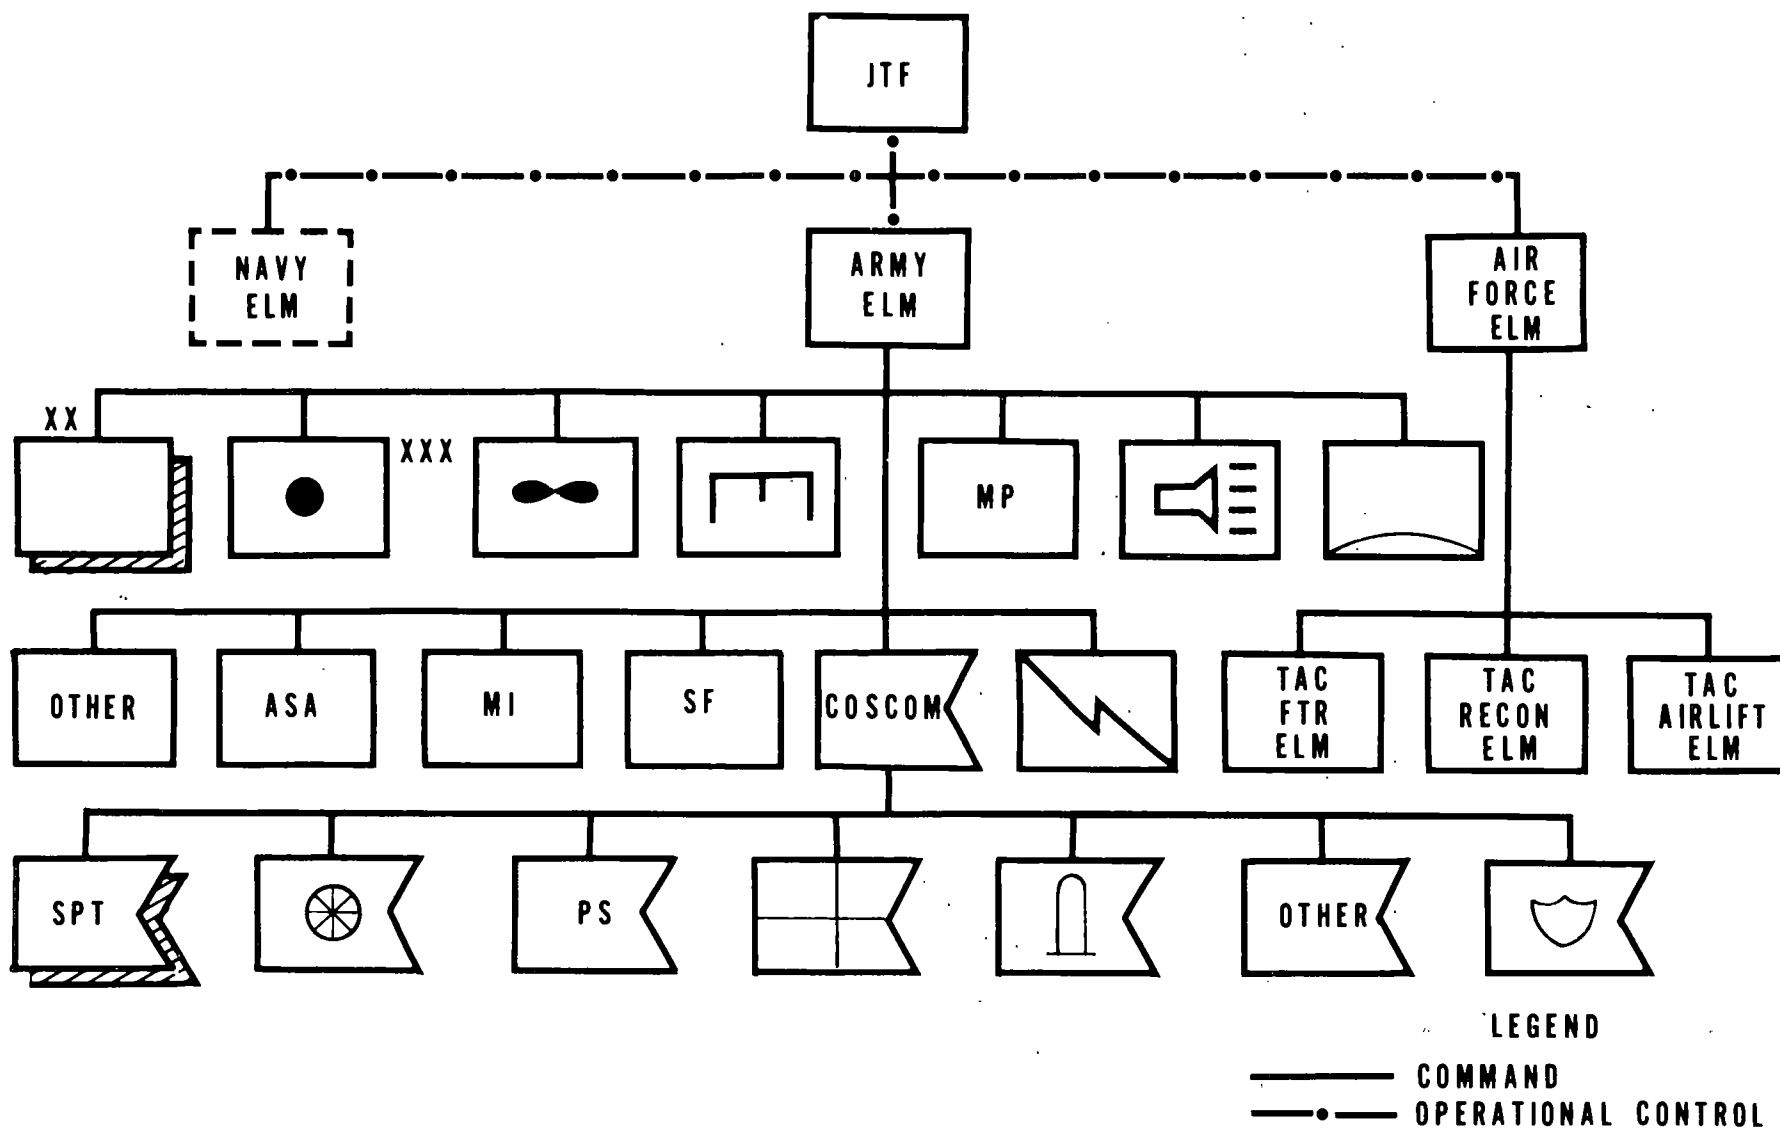 JTF
NAVY
ELM
ARMY
ELM
AIR
FORCE
ELM
XX
XXX
MP
OTHER
ASA
MI
SF
COSCOM
TAC
FTR
ELM
TAC
RECON
ELM
TAC
AIRLIFT
ELM
SPT
PS
OTHER
LEGEND
COMMAND
OPERATIONAL CONTROL